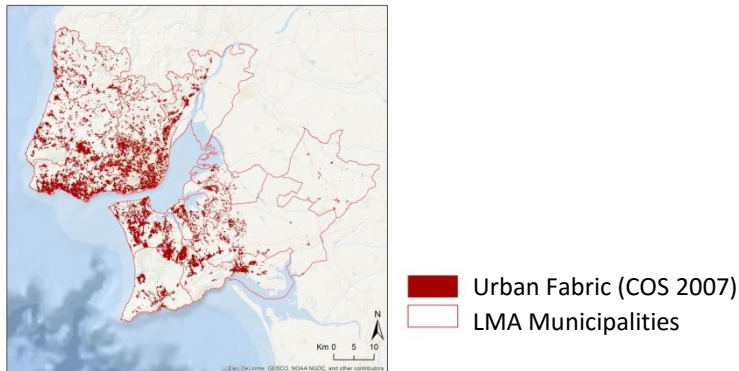 N
Km 0 5 10
Esri, DeLorme, GEBCO, NOAA NGDC, and other contributors
Urban Fabric (COS 2007)
LMA Municipalities